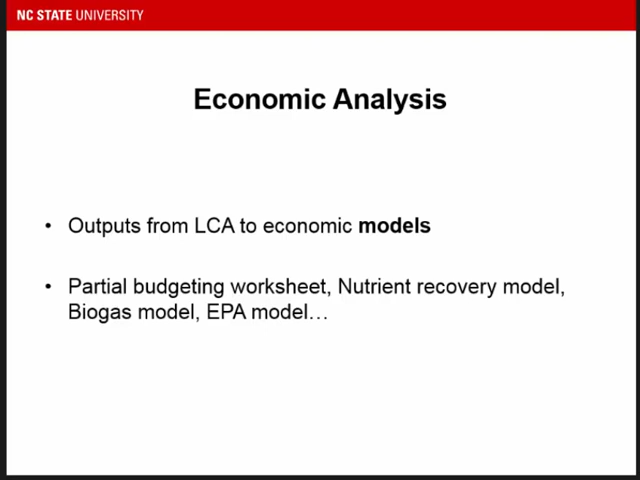 NC STATE UNIVERSITY
Economic Analysis
• Outputs from LCA to economic models
• Partial budgeting worksheet, Nutrient recovery model,
Biogas model, EPA model…